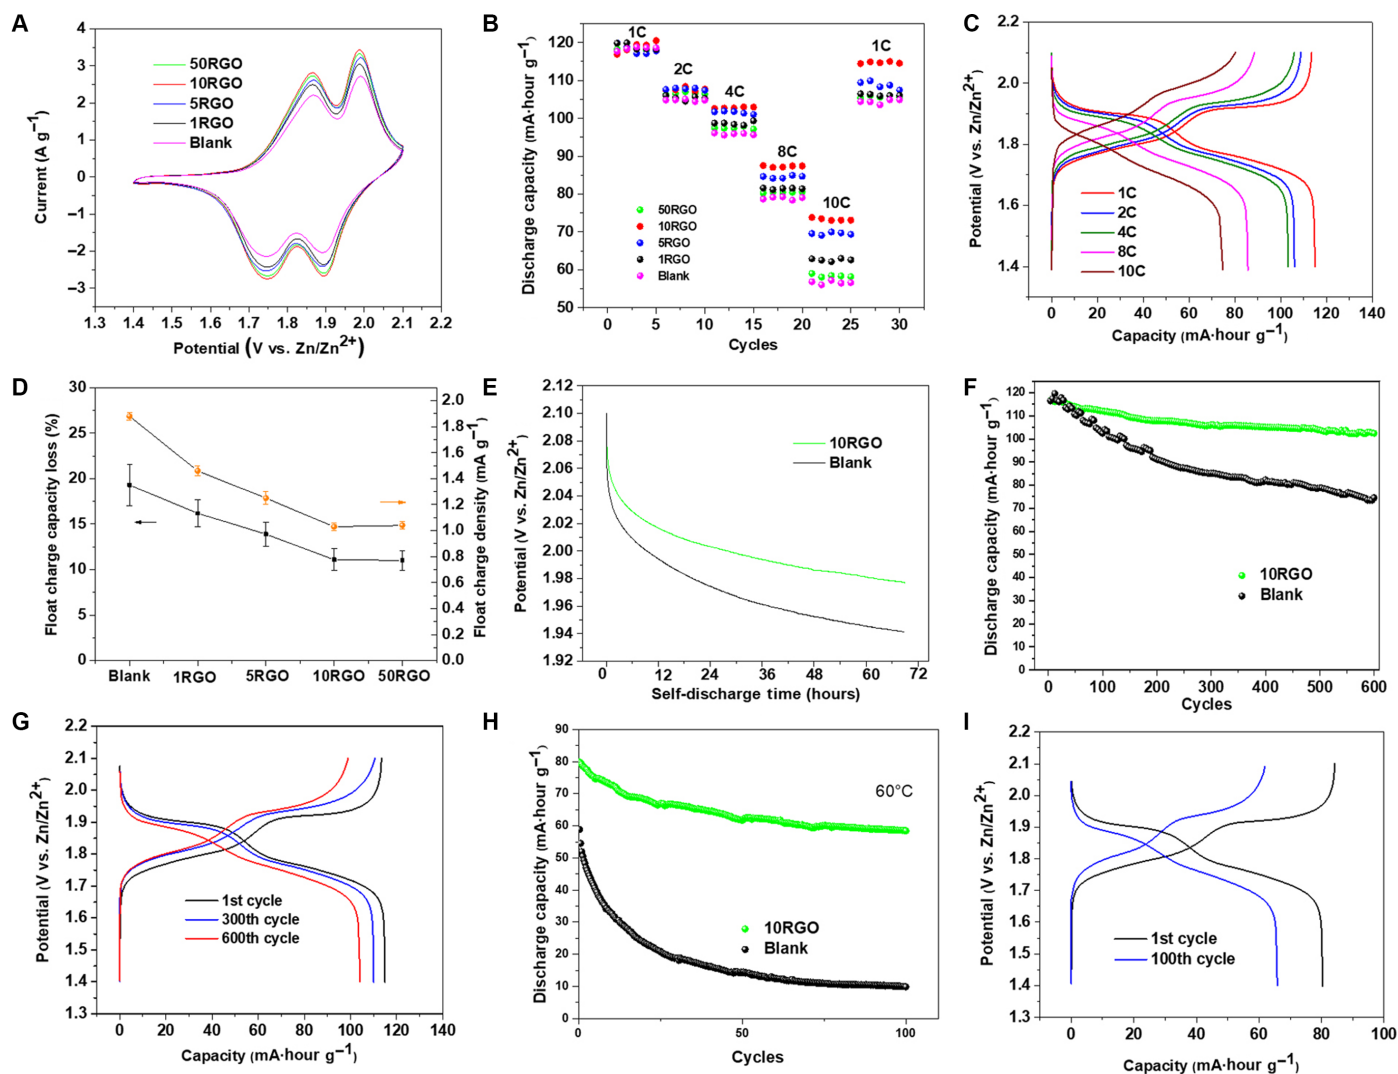 A
50RGO
10RGO
5RGO
1RGO
Blank
Current (A g⁻¹)
4
3
2
1
0
−1
−2
−3
1.3 1.4 1.5 1.6 1.7 1.8 1.9 2.0 2.1 2.2
Potential (V vs. Zn/Zn²⁺)
B
1C
2C
4C
8C
10C
1C
50RGO
10RGO
5RGO
1RGO
Blank
Discharge capacity (mA·hour g⁻¹)
120
110
100
90
80
70
60
50
0 5 10 15 20 25 30
Cycles
C
1C
2C
4C
8C
10C
Potential (V vs. Zn/Zn²⁺)
2.2
2.0
1.8
1.6
1.4
0 20 40 60 80 100 120 140
Capacity (mA·hour g⁻¹)
D
Float charge capacity loss (%)
30
25
20
15
10
5
0
Blank 1RGO 5RGO 10RGO 50RGO
2.0
1.8
1.6
1.4
1.2
1.0
0.8
0.6
0.4
0.2
0.0
Float charge density (mA g⁻¹)
E
10RGO
Blank
Potential (V vs. Zn/Zn²⁺)
2.12
2.10
2.08
2.06
2.04
2.02
2.00
1.98
1.96
1.94
1.92
0 12 24 36 48 60 72
Self-discharge time (hours)
F
10RGO
Blank
Discharge capacity (mA·hour g⁻¹)
120
110
100
90
80
70
60
50
40
30
20
10
0
0 100 200 300 400 500 600
Cycles
G
1st cycle
300th cycle
600th cycle
Potential (V vs. Zn/Zn²⁺)
2.2
2.1
2.0
1.9
1.8
1.7
1.6
1.5
1.4
1.3
0 20 40 60 80 100 120 140
Capacity (mA·hour g⁻¹)
H
60°C
10RGO
Blank
Discharge capacity (mA·hour g⁻¹)
90
80
70
60
50
40
30
20
10
0
0 50 100
Cycles
I
1st cycle
100th cycle
Potential (V vs. Zn/Zn²⁺)
2.2
2.1
2.0
1.9
1.8
1.7
1.6
1.5
1.4
1.3
0 20 40 60 80 100
Capacity (mA·hour g⁻¹)